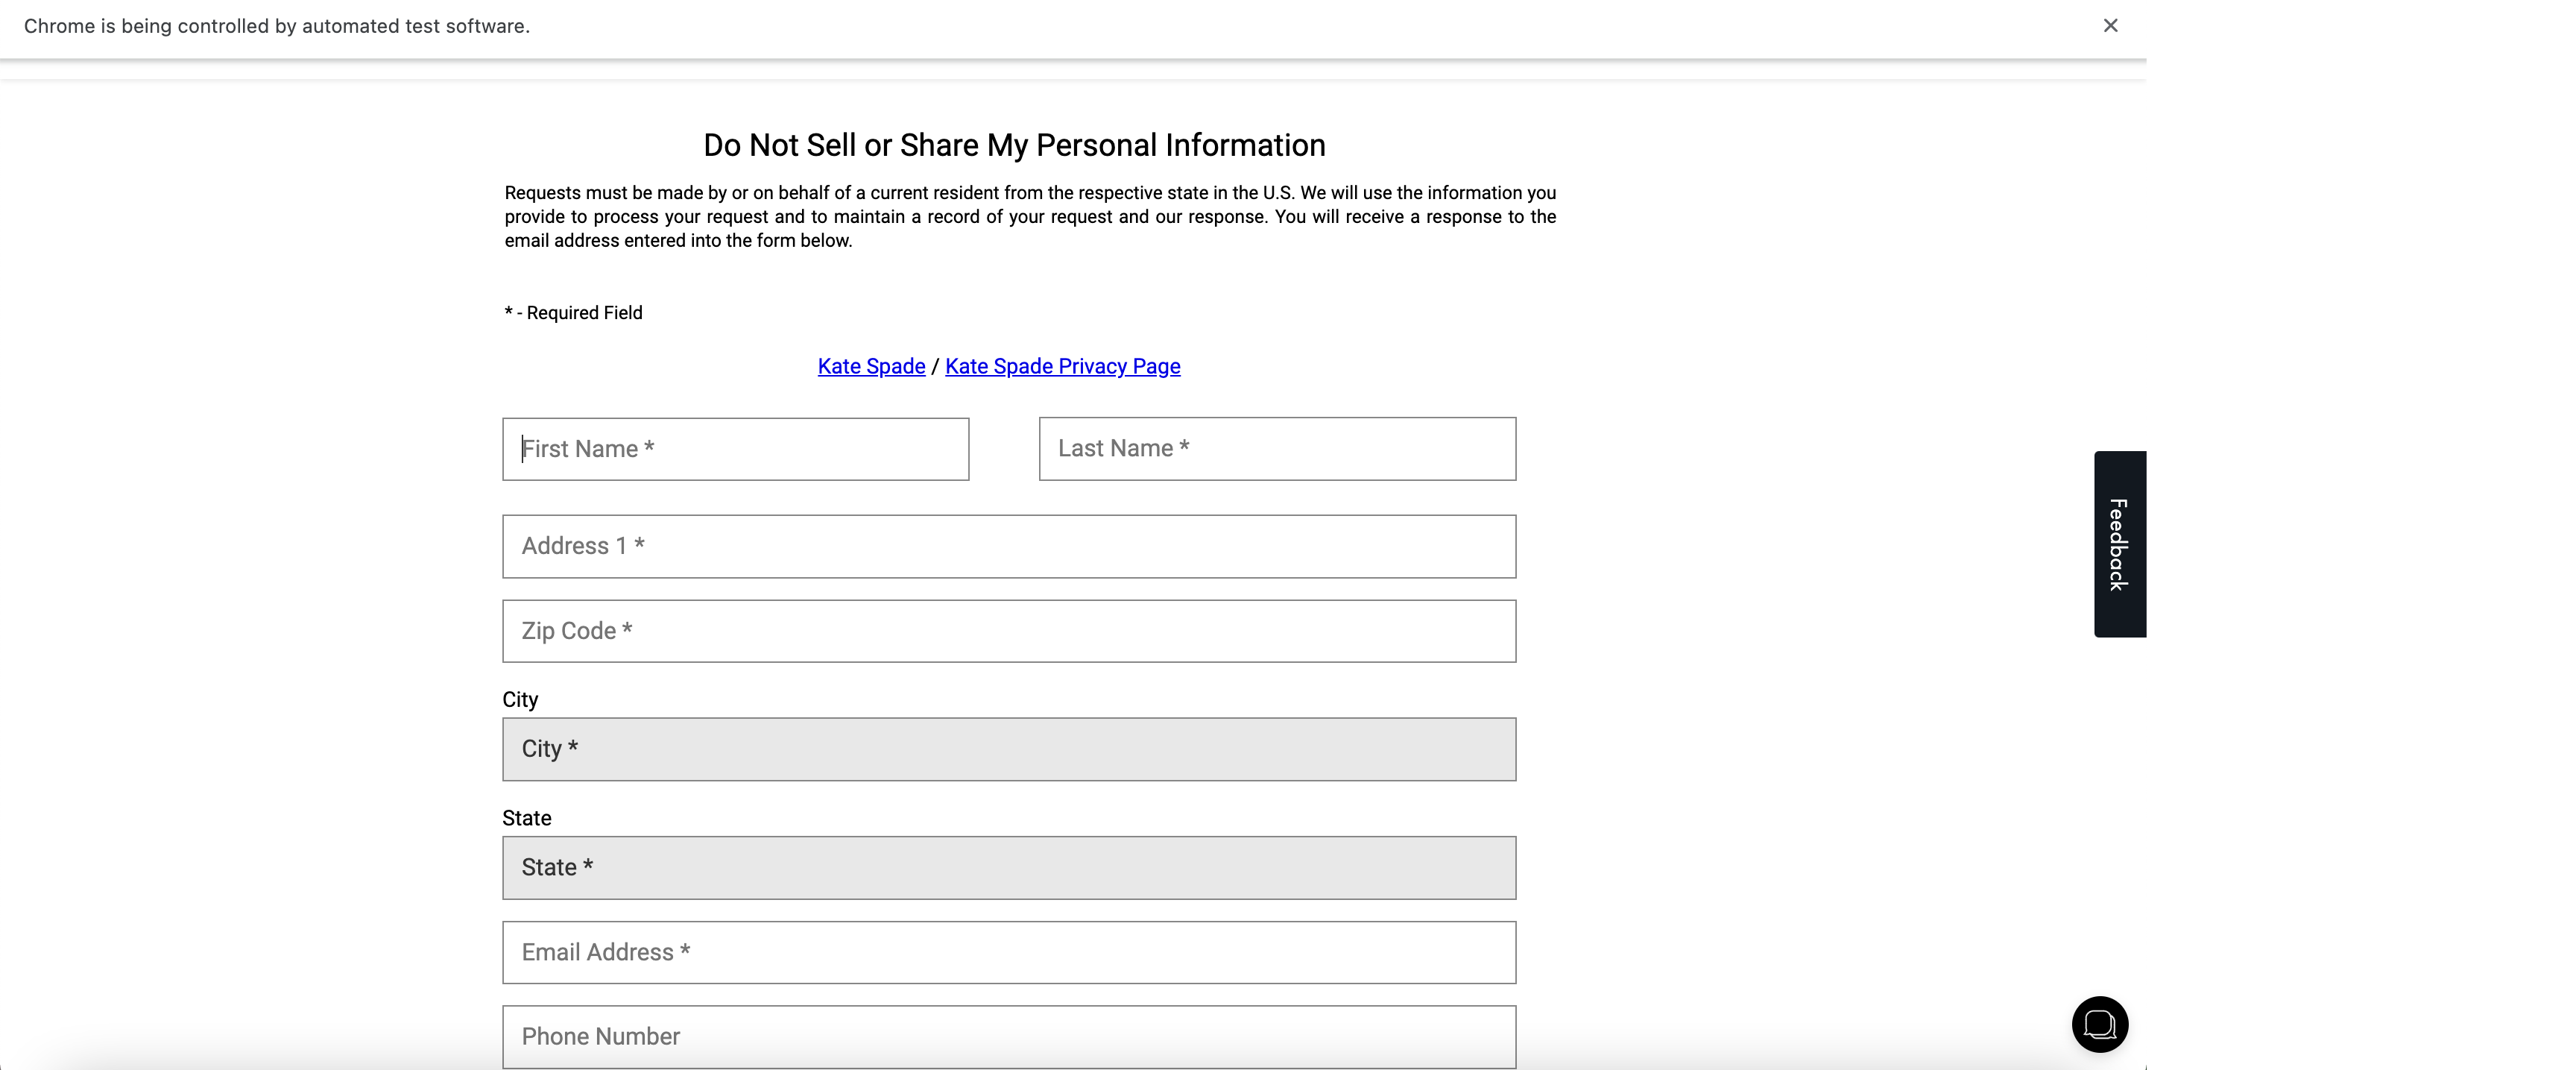 Chrome is being controlled by automated test software.
Do Not Sell or Share My Personal Information
Requests must be made by or on behalf of a current resident from the respective state in the U.S. We will use the information you
provide to process your request and to maintain a record of your request and our response. You will receive a response to the
email address entered into the form below.
* - Required Field
Kate Spade / Kate Spade Privacy Page
First Name *
Last Name *
Address 1 *
Zip Code *
City
City *
State
State *
Email Address *
Phone Number
Feedback